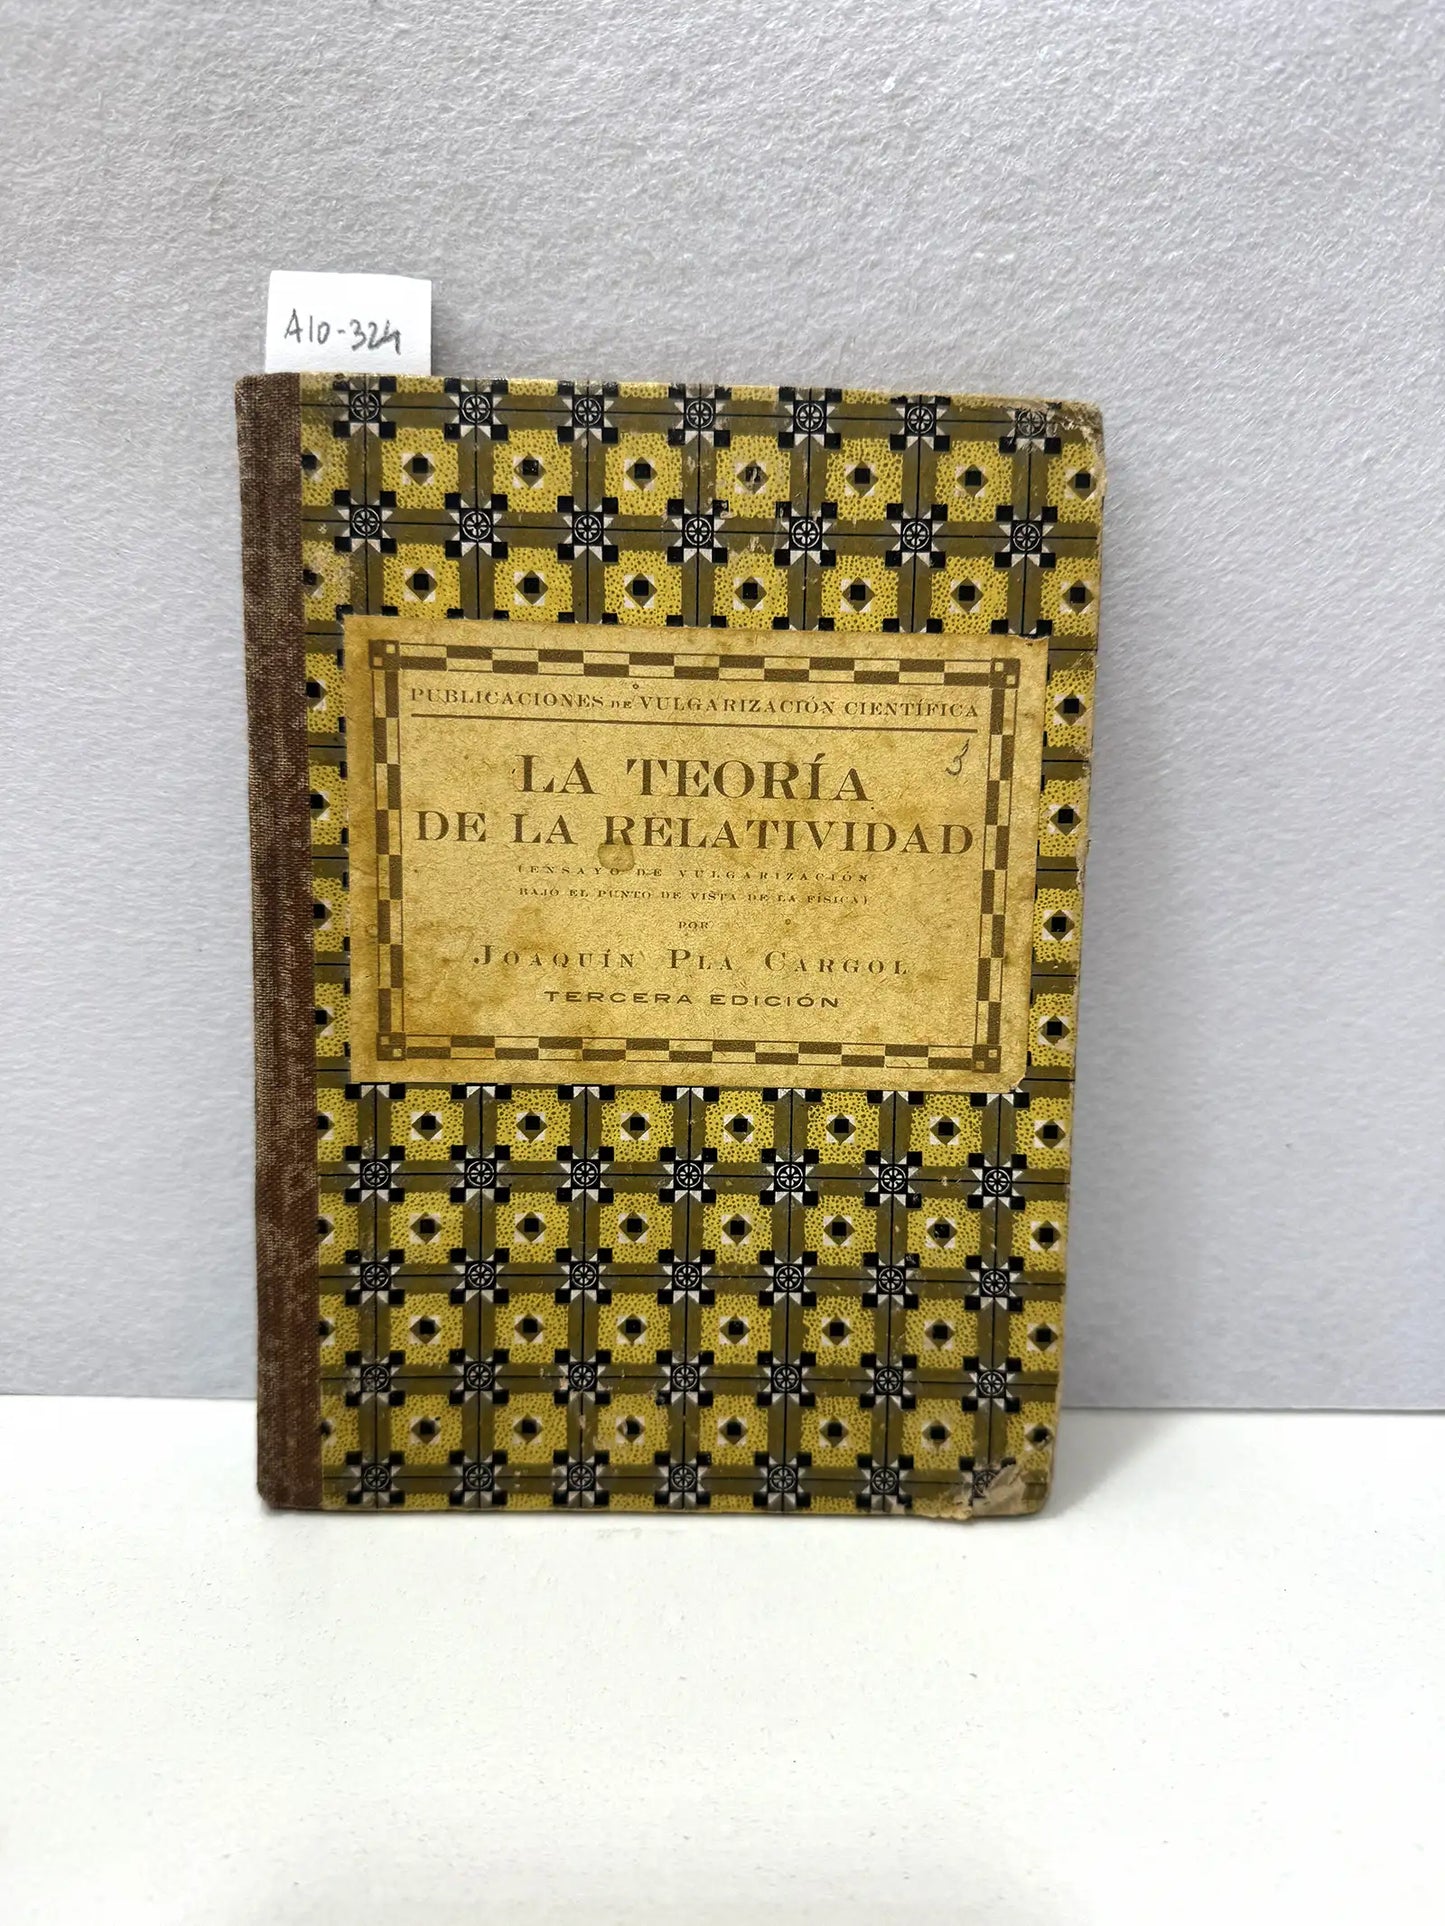 A10-324
PUBLICACIONES DE VULGARIZACIÓN CIENTÍFICA
3
LA TEORÍA
DE LA RELATIVIDAD
(ENSAYO DE VULGARIZACIÓN
BAJO EL PUNTO DE VISTA DE LA FÍSICA)
POR
JOAQUÍN PLA CARGOL
TERCERA EDICIÓN